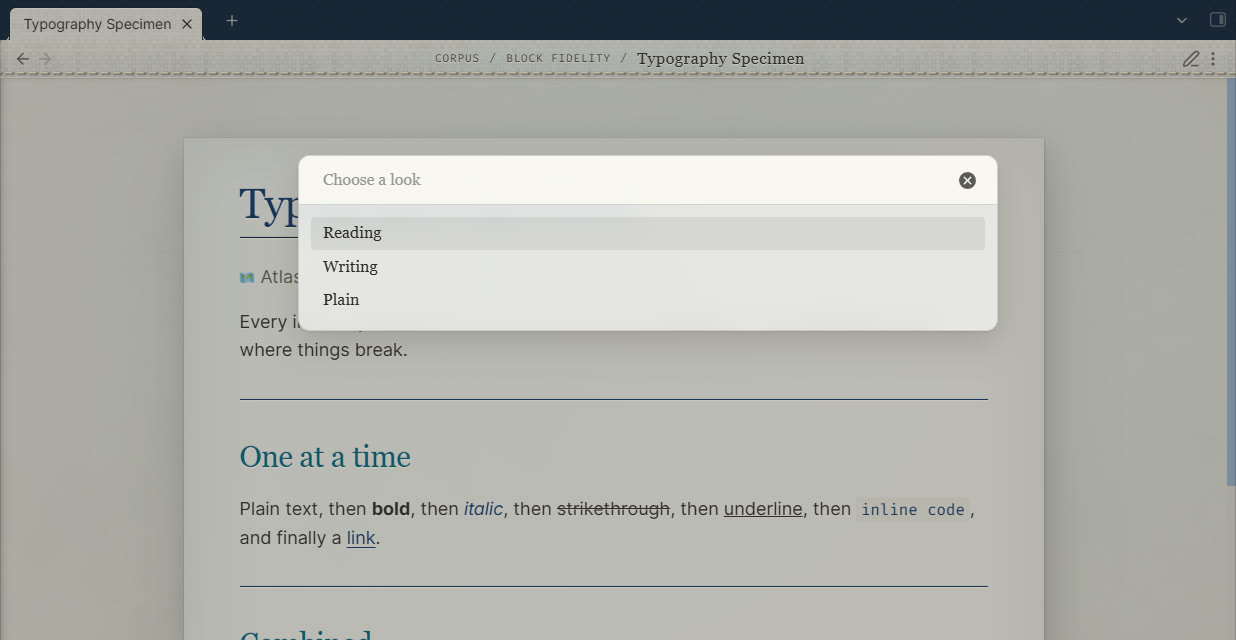 Typography Specimen
CORPUS / BLOCK FIDELITY / Typography Specimen
Choose a look
Reading
Writing
Plain
Typ
Atlas
Every i
where things break.
One at a time
Plain text, then bold, then italic, then strikethrough, then underline, then inline code,
and finally a link.
Combined